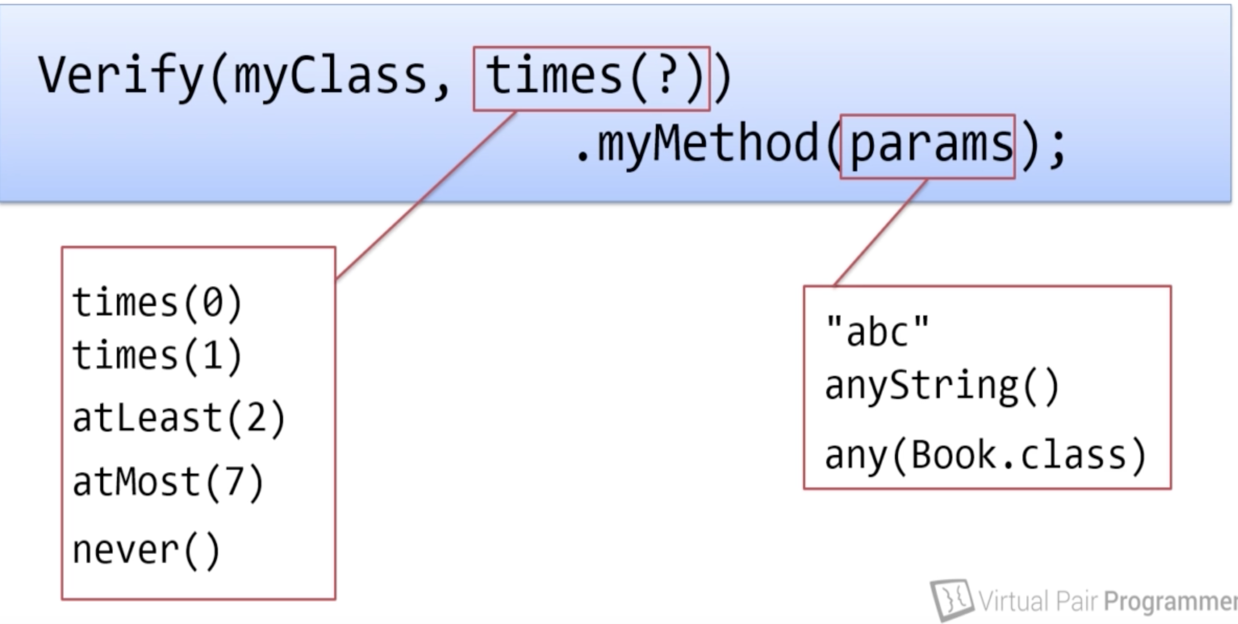 Verify(myClass, times(?))
.myMethod(params);
times(0)
times(1)
atLeast(2)
atMost(7)
never()
"abc"
anyString()
any(Book.class)
Virtual Pair Programmer